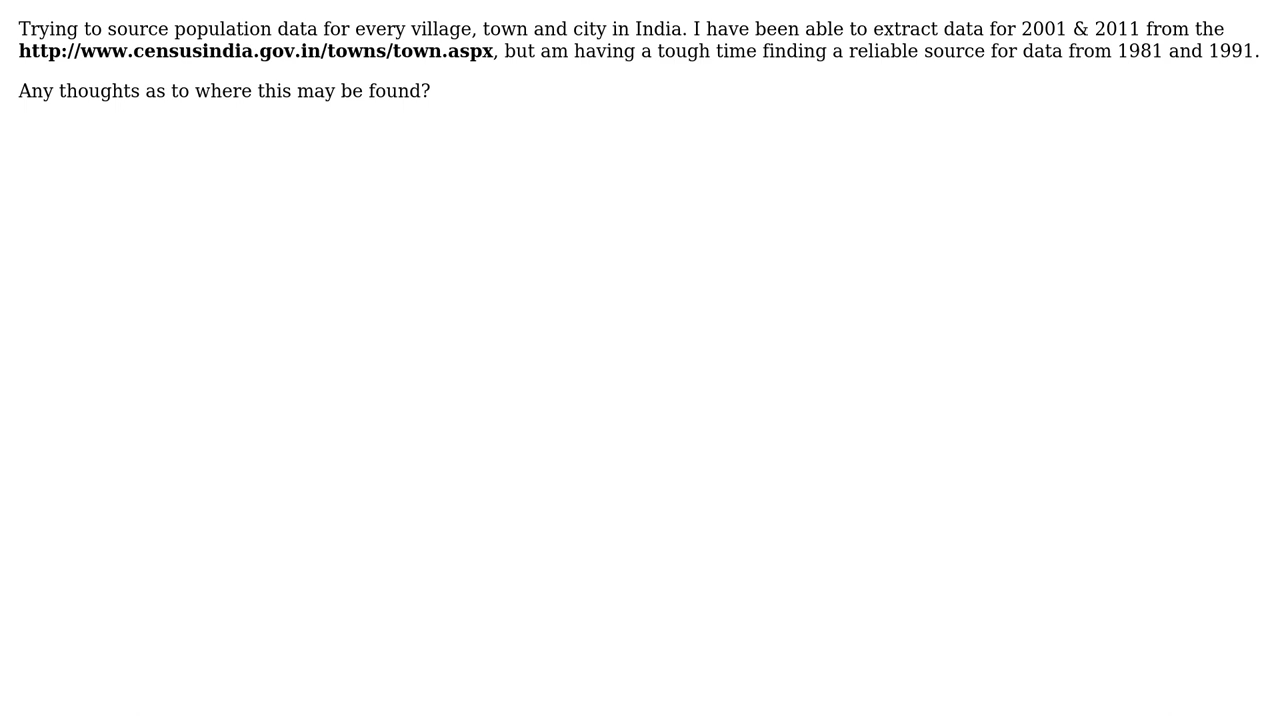 Trying to source population data for every village, town and city in India. I have been able to extract data for 2001 & 2011 from the
http://www.censusindia.gov.in/towns/town.aspx, but am having a tough time finding a reliable source for data from 1981 and 1991.
Any thoughts as to where this may be found?